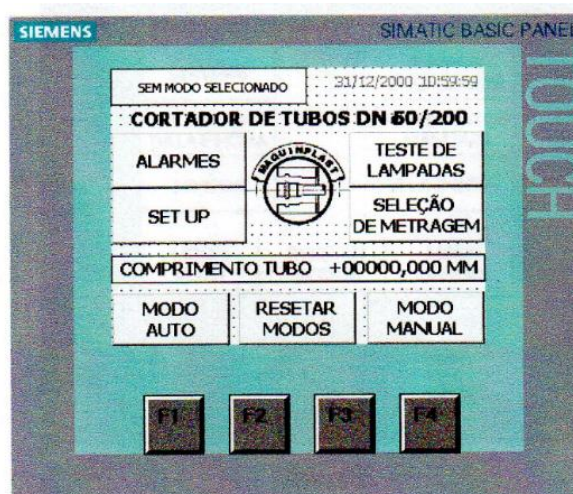 SIEMENS
SIMATIC BASIC PANEL
TOUCH
SEM MODO SELECIONADO
31/12/2000 10:59:59
CORTADOR DE TUBOS DN 60/200
ALARMES
MAQUINPLAST
TESTE DE
LAMPADAS
SET UP
SELEÇÃO
DE METRAGEM
COMPRIMENTO TUBO +00000,000 MM
MODO
AUTO
RESETAR
MODOS
MODO
MANUAL
F1
F2
F3
F4